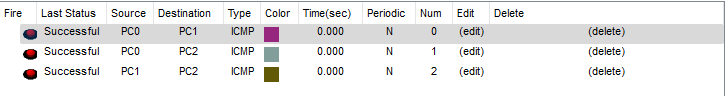 Fire Last Status Source Destination Type Color Time(sec) Periodic Num Edit Delete
Successful PC0 PC1 ICMP 0.000 N 0 (edit) (delete)
Successful PC0 PC2 ICMP 0.000 N 1 (edit) (delete)
Successful PC1 PC2 ICMP 0.000 N 2 (edit) (delete)